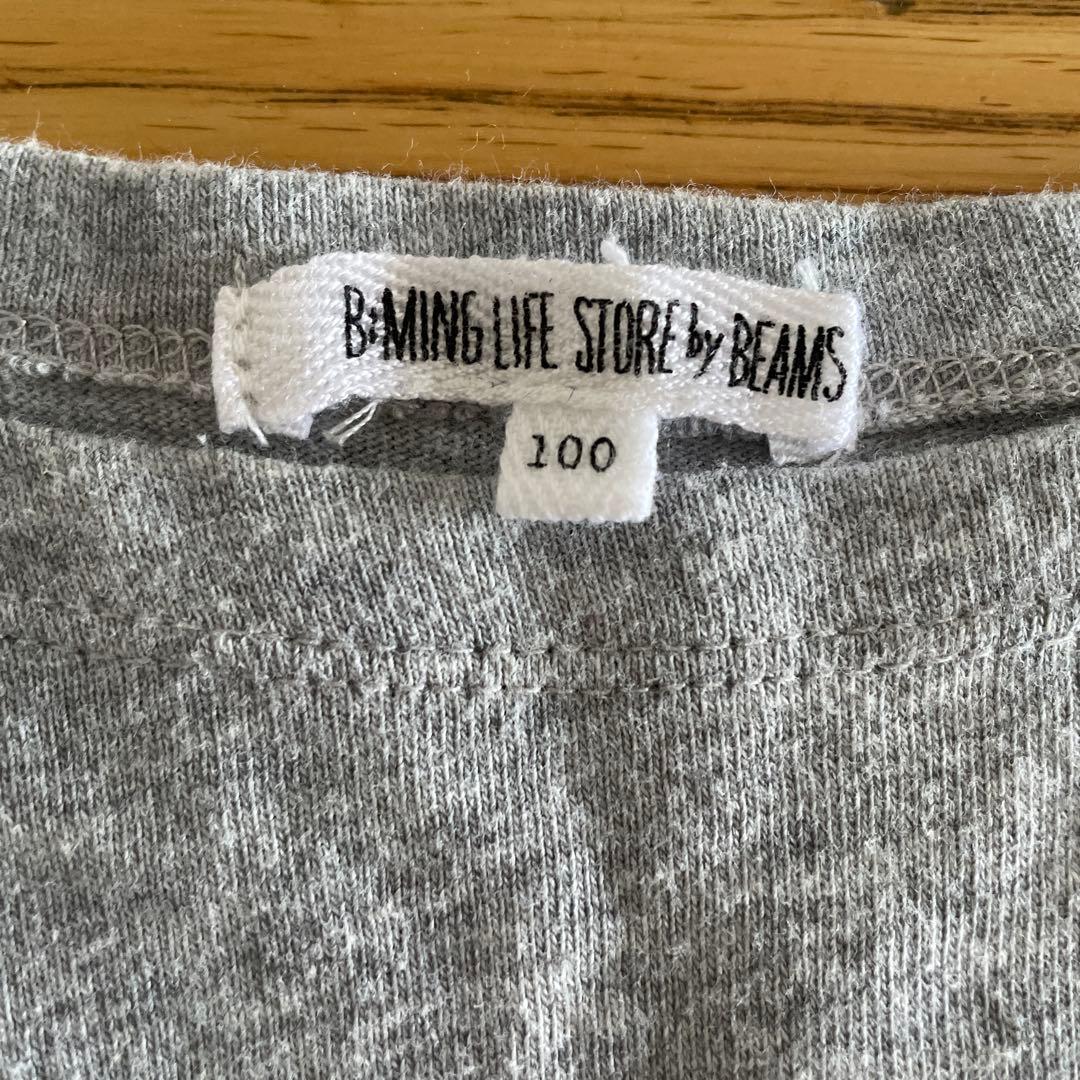 B:MING LIFE STORE by BEAMS
100